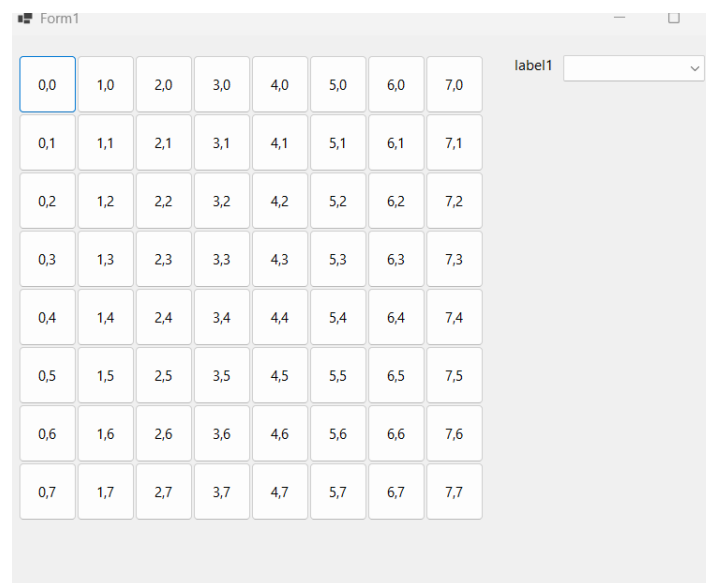 Form1
0,0 1,0 2,0 3,0 4,0 5,0 6,0 7,0 label1
0,1 1,1 2,1 3,1 4,1 5,1 6,1 7,1
0,2 1,2 2,2 3,2 4,2 5,2 6,2 7,2
0,3 1,3 2,3 3,3 4,3 5,3 6,3 7,3
0,4 1,4 2,4 3,4 4,4 5,4 6,4 7,4
0,5 1,5 2,5 3,5 4,5 5,5 6,5 7,5
0,6 1,6 2,6 3,6 4,6 5,6 6,6 7,6
0,7 1,7 2,7 3,7 4,7 5,7 6,7 7,7